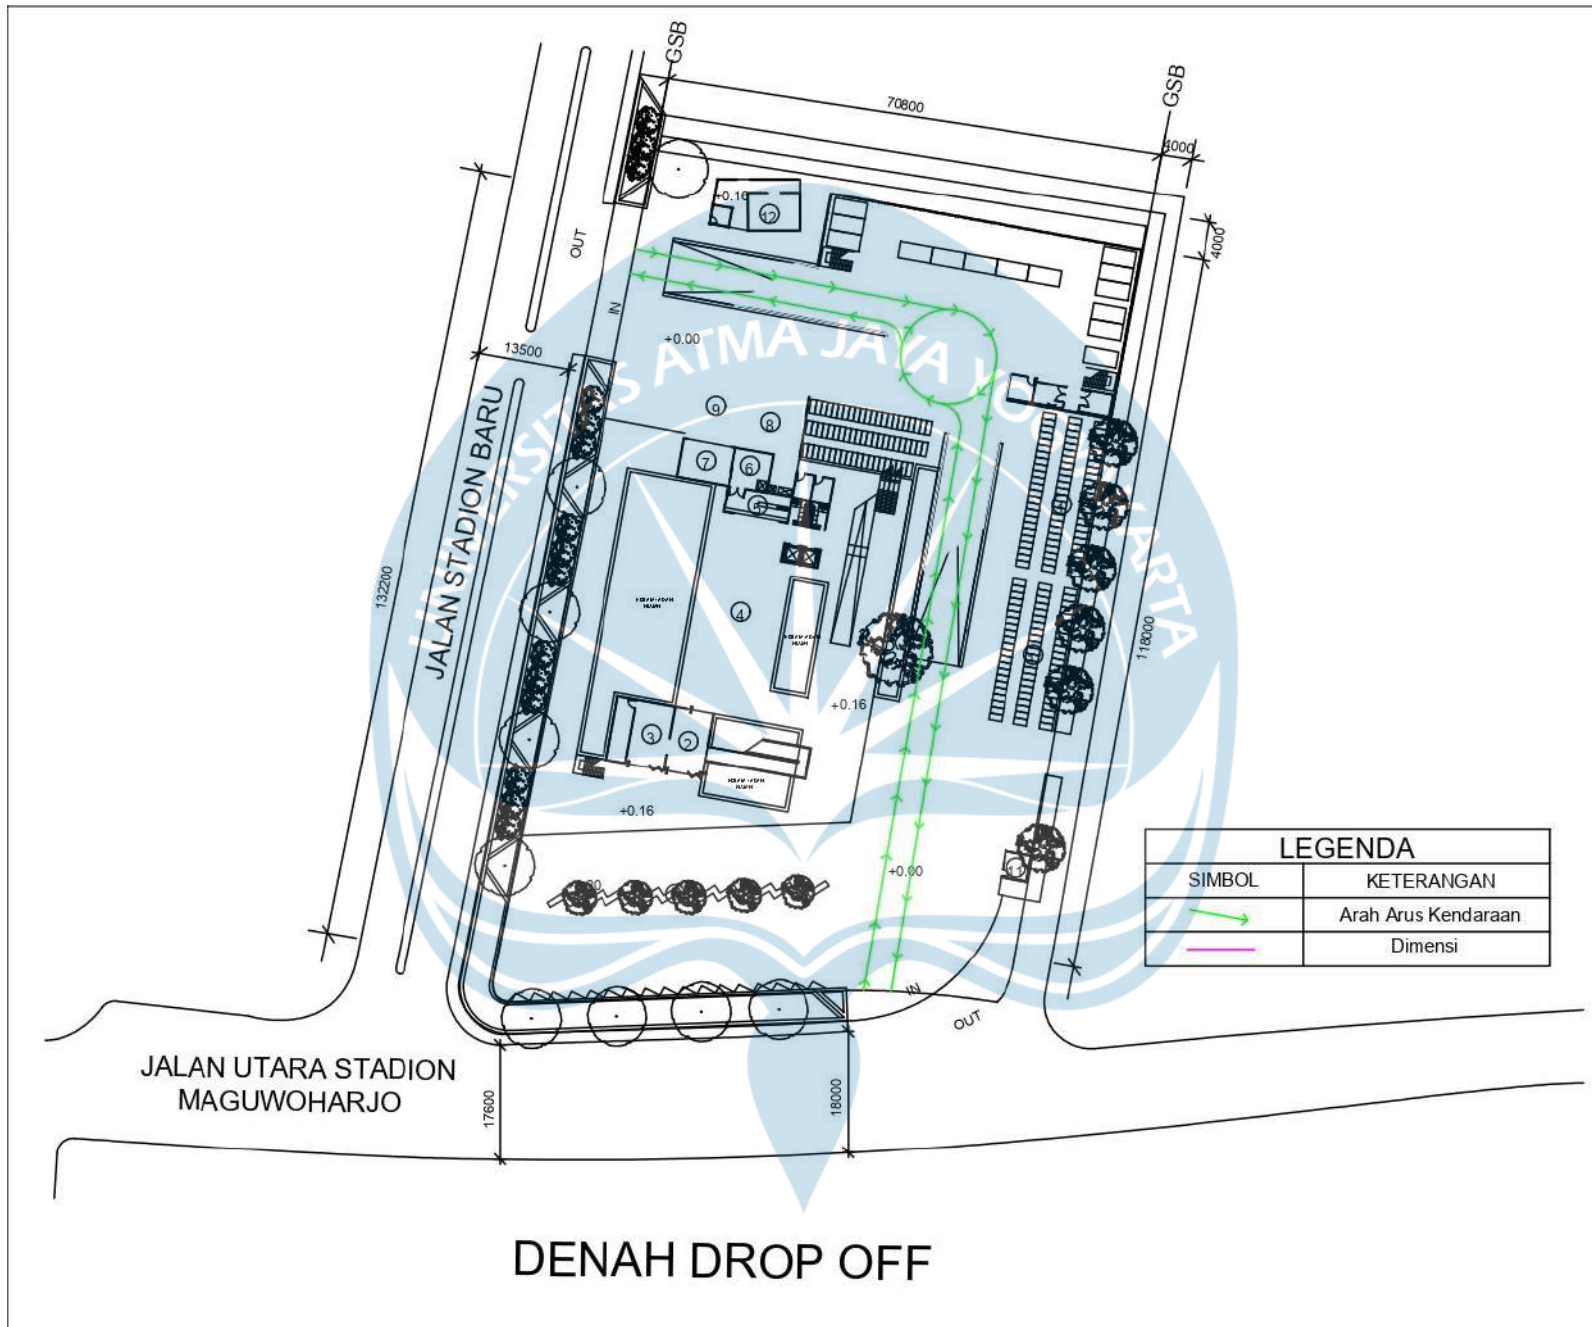 GSB
GSB
70800
4000
4000
+0.16
12
OUT
IN
+0.00
13500
JALAN STADION BARU
132200
118000
UNIVERSITAS ATMA JAYA YOGYAKARTA
9
8
7
6
5
4
3
2
+0.16
+0.16
+0.00
11
IN
OUT
LEGENDA
SIMBOL KETERANGAN
Arah Arus Kendaraan
Dimensi
JALAN UTARA STADION
MAGUWOHARJO
17600
18000
DENAH DROP OFF